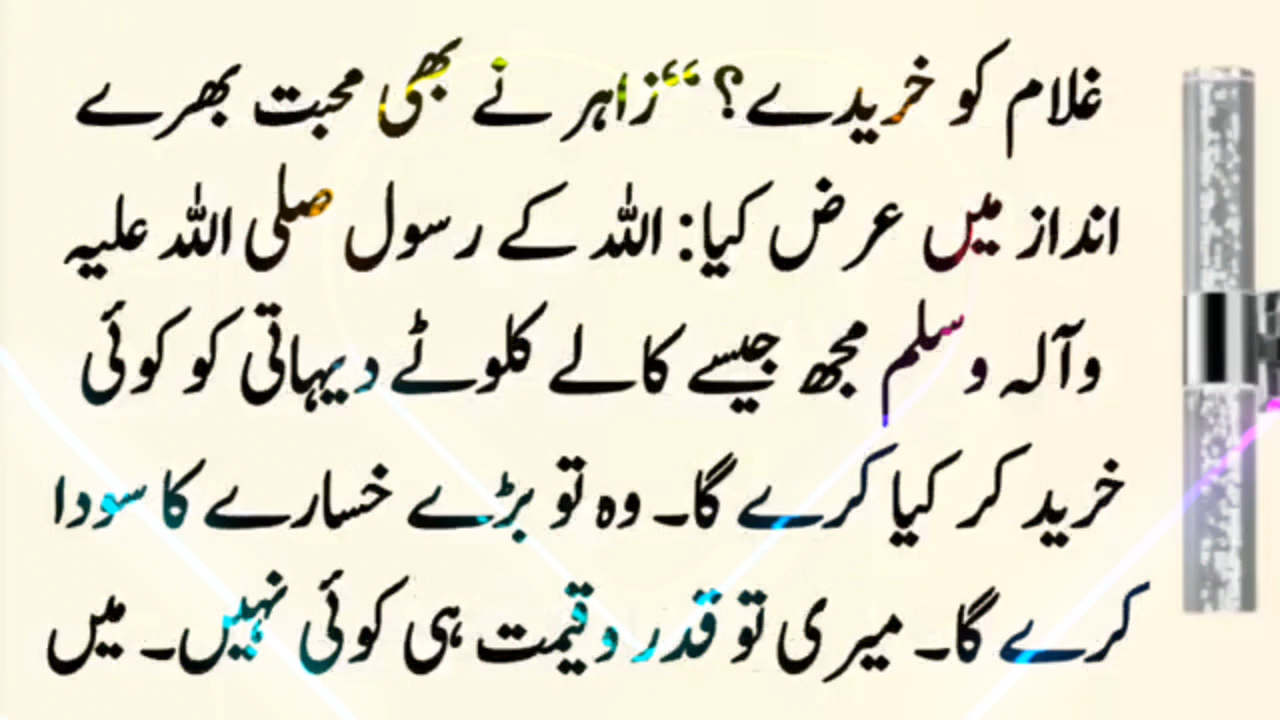 غلام کو خریدے؟ “زاہر نے بھی محبت بھرے
انداز میں عرض کیا: اللہ کے رسول صلی اللہ علیہ
وآلہ وسلم مجھ جیسے کالے کلوٹے دیہاتی کو کوئی
خرید کر کیا کرے گا۔ وہ تو بڑے خسارے کا سودا
کرے گا۔ میری تو قدر و قیمت ہی کوئی نہیں۔ میں